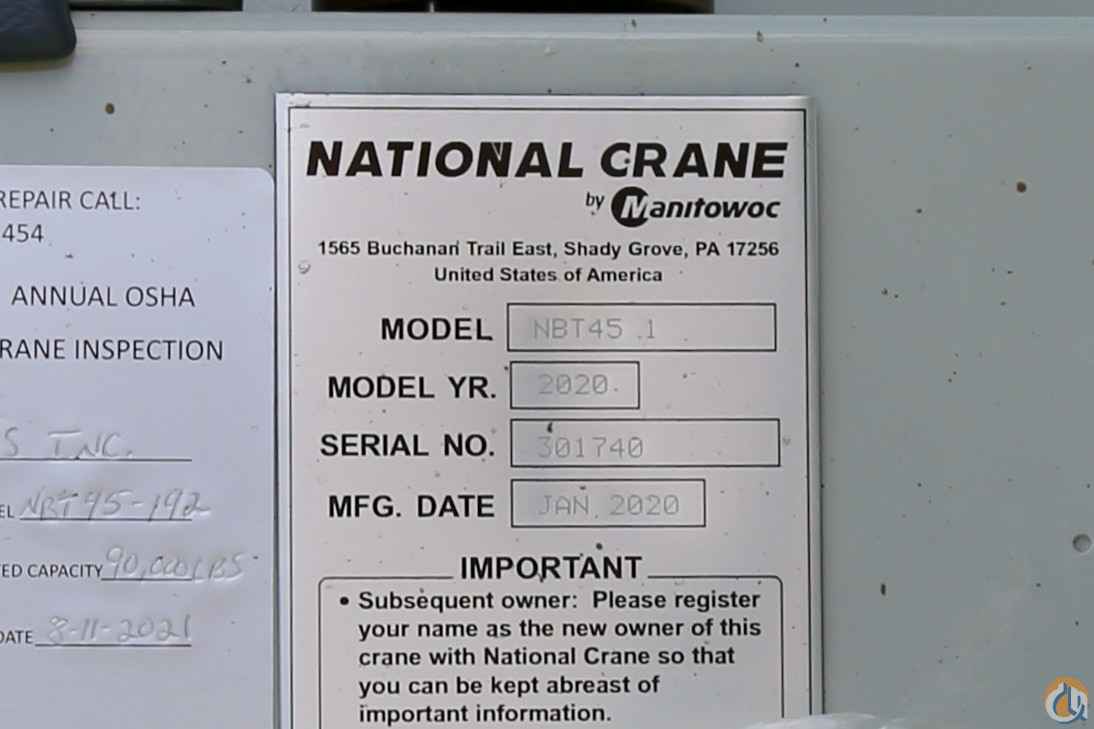 REPAIR CALL:
454
ANNUAL OSHA
RANE INSPECTION
S INC.
EL NBT45-142
ED CAPACITY 90,000 LBS
DATE 8-11-2021
NATIONAL CRANE
by Manitowoc
1565 Buchanan Trail East, Shady Grove, PA 17256
United States of America
MODEL NBT45.1
MODEL YR. 2020
SERIAL NO. 301740
MFG. DATE JAN. 2020
IMPORTANT
• Subsequent owner: Please register
your name as the new owner of this
crane with National Crane so that
you can be kept abreast of
important information.